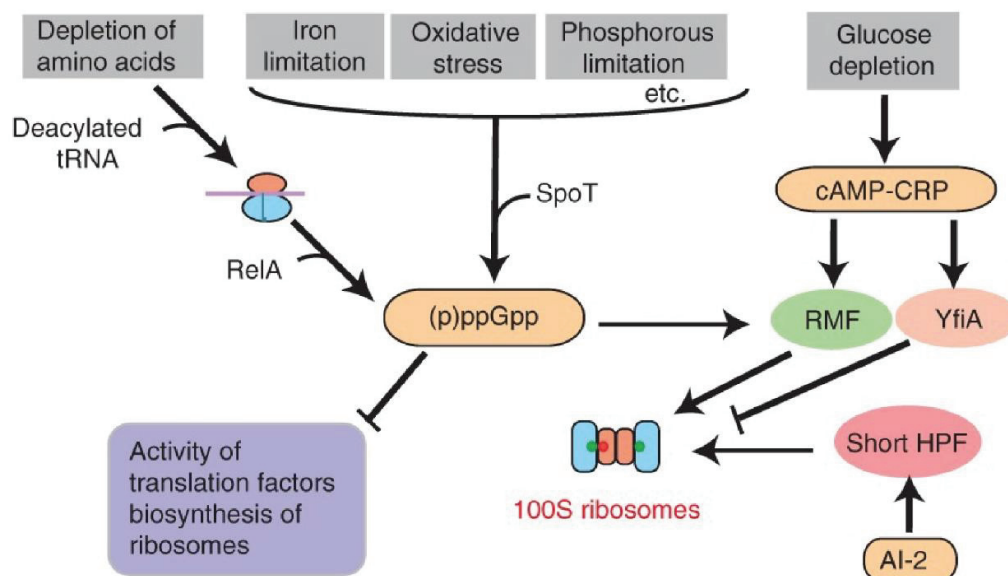 Depletion of
amino acids
Iron
limitation
Oxidative
stress
Phosphorous
limitation
etc.
Glucose
depletion
Deacylated
tRNA
SpoT
cAMP-CRP
RelA
(p)ppGpp
RMF
YfiA
Activity of
translation factors
biosynthesis of
ribosomes
Short HPF
100S ribosomes
AI-2